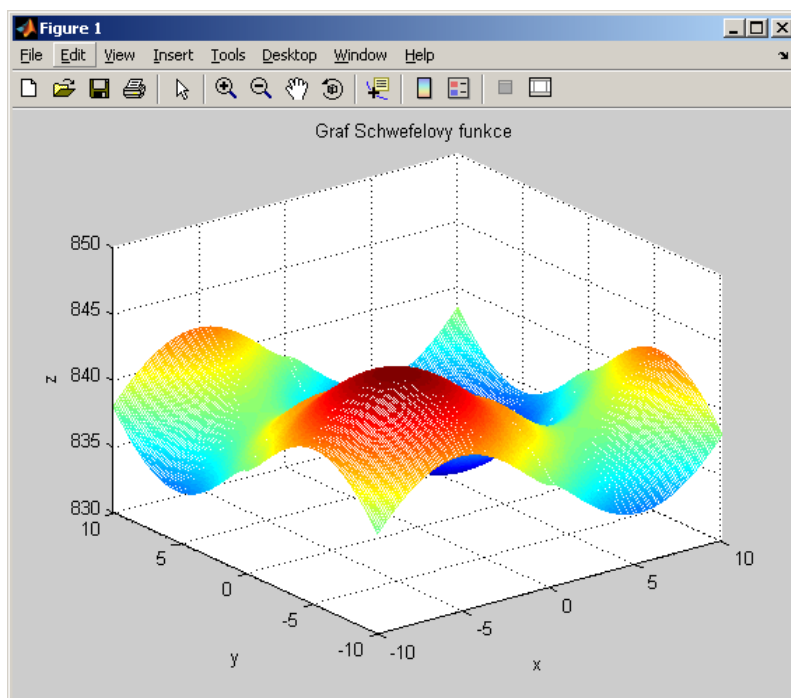 Figure 1
File Edit View Insert Tools Desktop Window Help
Graf Schwefelovy funkce
850
845
840
835
830
z
10
5
0
-5
-10
y
-10
-5
0
5
10
x